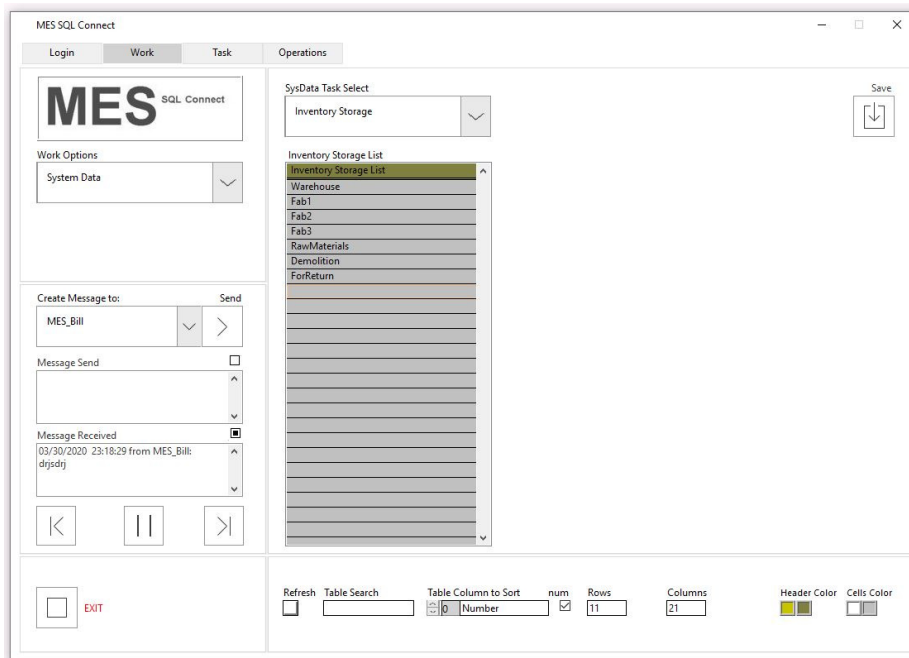 MES SQL Connect
Login Work Task Operations
MES SQL Connect
Work Options
System Data
SysData Task Select
Inventory Storage
Save
Inventory Storage List
Inventory Storage List
Warehouse
Fab1
Fab2
Fab3
RawMaterials
Demolition
ForReturn
Create Message to: Send
MES_Bill
Message Send
Message Received
03/30/2020 23:18:29 from MES_Bill:
drjsdrj
EXIT
Refresh Table Search Table Column to Sort num Rows Columns Header Color Cells Color
0 Number 11 21